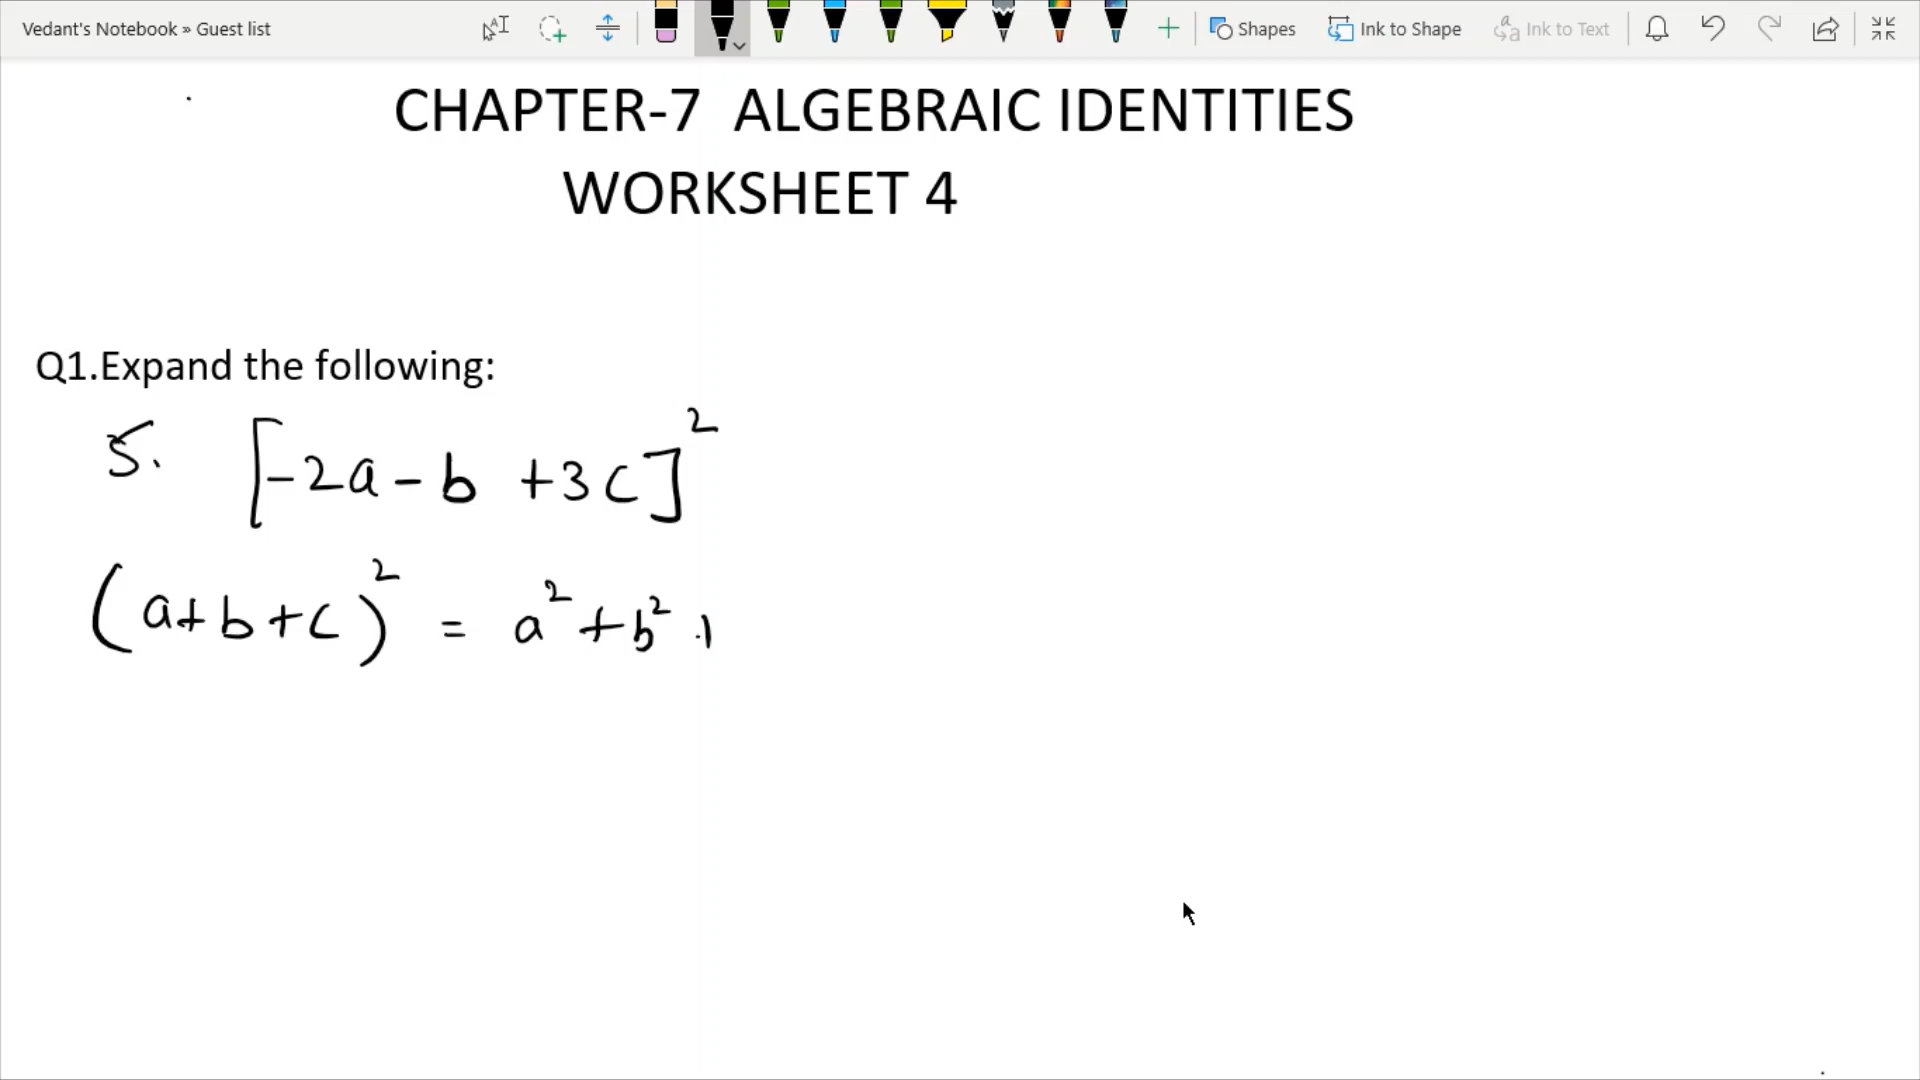 Vedant's Notebook » Guest list
Shapes
Ink to Shape
Ink to Text
CHAPTER-7 ALGEBRAIC IDENTITIES
WORKSHEET 4
Q1.Expand the following:
5. [-2a - b +3c]²
(a+b+c)² = a² + b² +